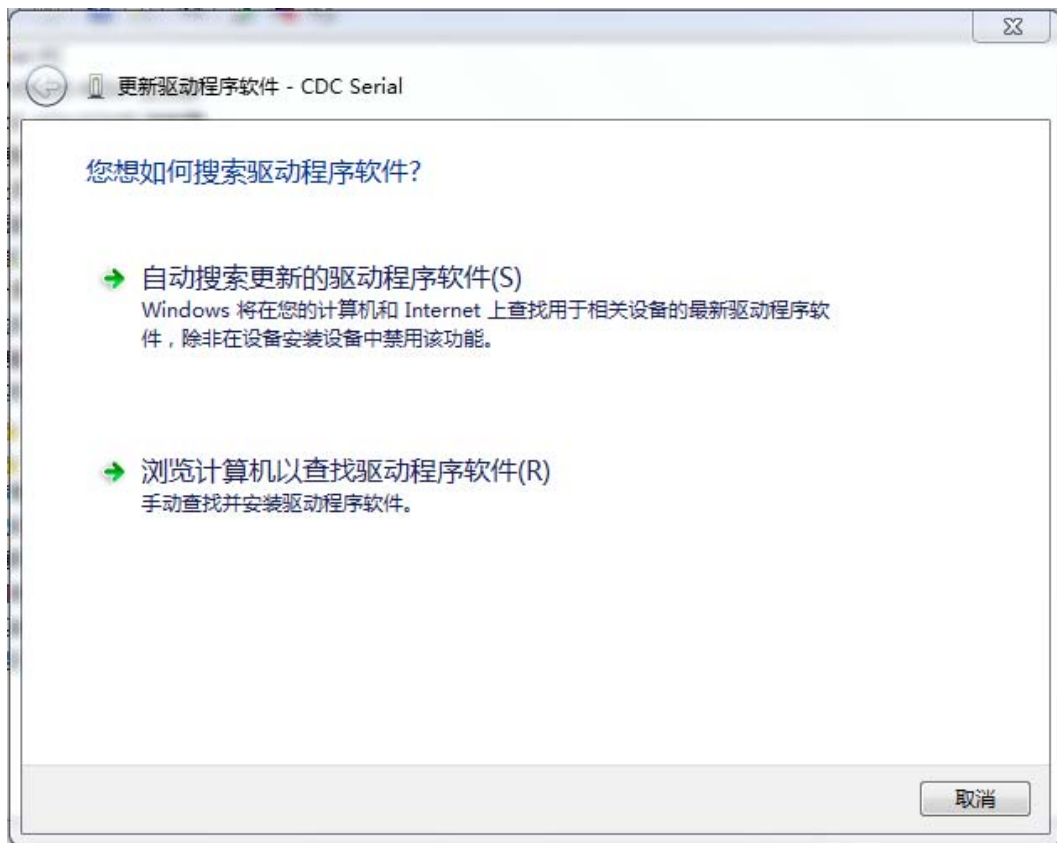 更新驱动程序软件 - CDC Serial
您想如何搜索驱动程序软件?
自动搜索更新的驱动程序软件(S)
Windows 将在您的计算机和 Internet 上查找用于相关设备的最新驱动程序软
件，除非在设备安装设备中禁用该功能。
浏览计算机以查找驱动程序软件(R)
手动查找并安装驱动程序软件。
取消